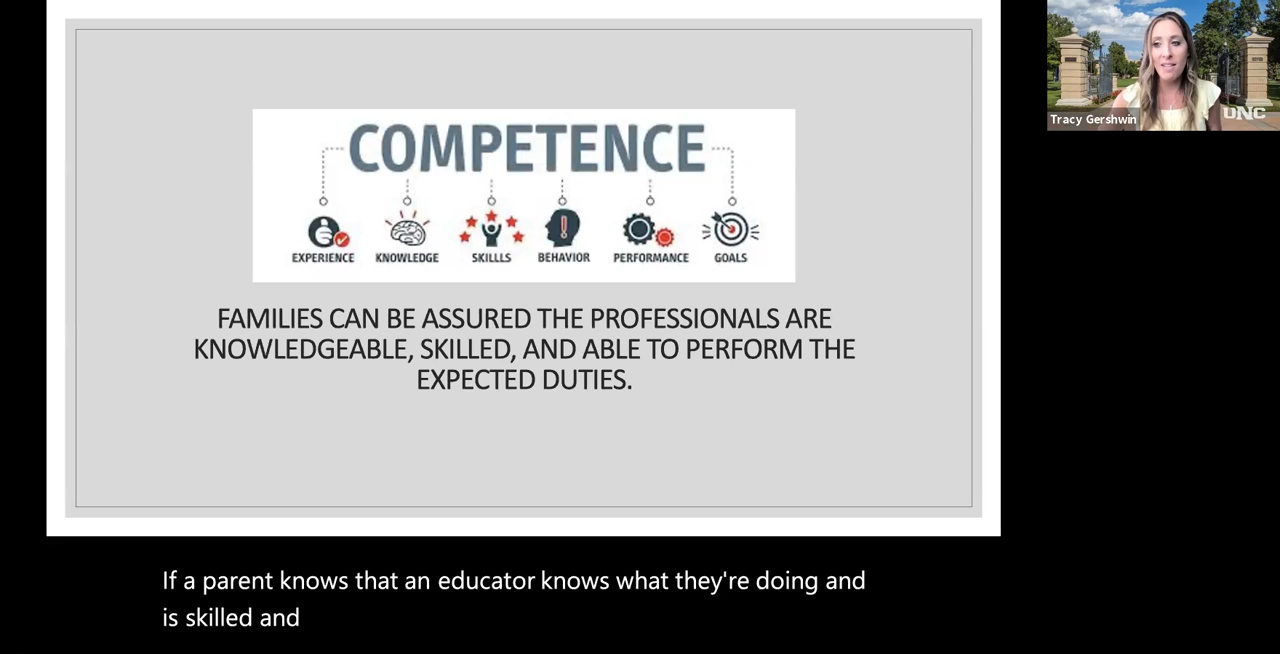 COMPETENCE
EXPERIENCE KNOWLEDGE SKILLLS BEHAVIOR PERFORMANCE GOALS
FAMILIES CAN BE ASSURED THE PROFESSIONALS ARE
KNOWLEDGEABLE, SKILLED, AND ABLE TO PERFORM THE
EXPECTED DUTIES.
Tracy Gershwin
UNC
If a parent knows that an educator knows what they're doing and
is skilled and